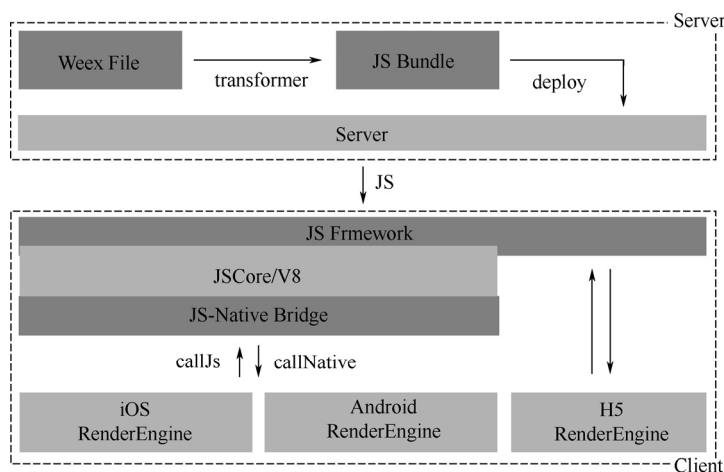 Server
Weex File
transformer
JS Bundle
deploy
Server
JS
JS Frmework
JSCore/V8
JS-Native Bridge
callJs
callNative
iOS
RenderEngine
Android
RenderEngine
H5
RenderEngine
Client